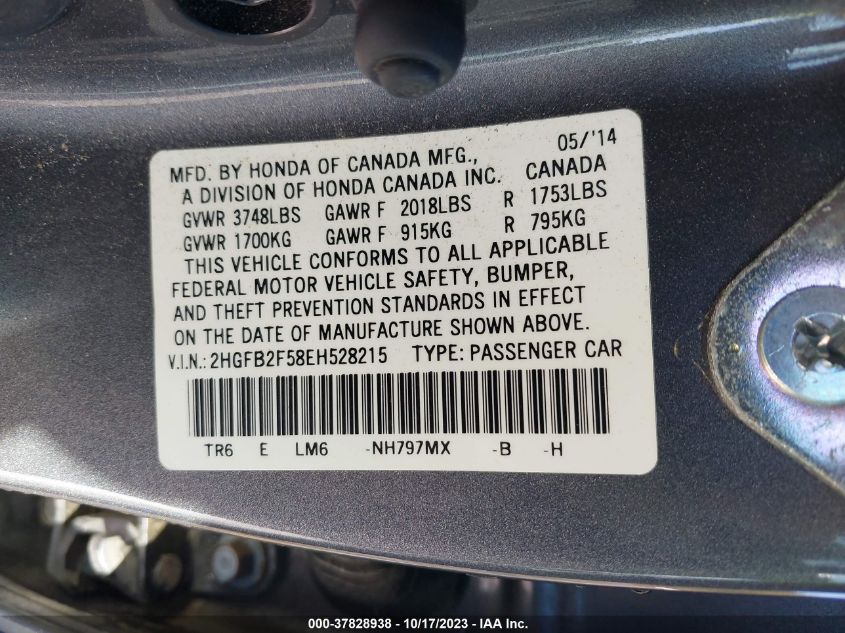 05/'14
MFD. BY HONDA OF CANADA MFG.,
A DIVISION OF HONDA CANADA INC. CANADA
GVWR 3748LBS GAWR F 2018LBS R 1753LBS
GVWR 1700KG GAWR F 915KG R 795KG
THIS VEHICLE CONFORMS TO ALL APPLICABLE
FEDERAL MOTOR VEHICLE SAFETY, BUMPER,
AND THEFT PREVENTION STANDARDS IN EFFECT
ON THE DATE OF MANUFACTURE SHOWN ABOVE.
V.I.N.: 2HGFB2F58EH528215 TYPE: PASSENGER CAR
TR6 E LM6 -NH797MX -B -H
000-37828938 - 10/17/2023 - IAA Inc.